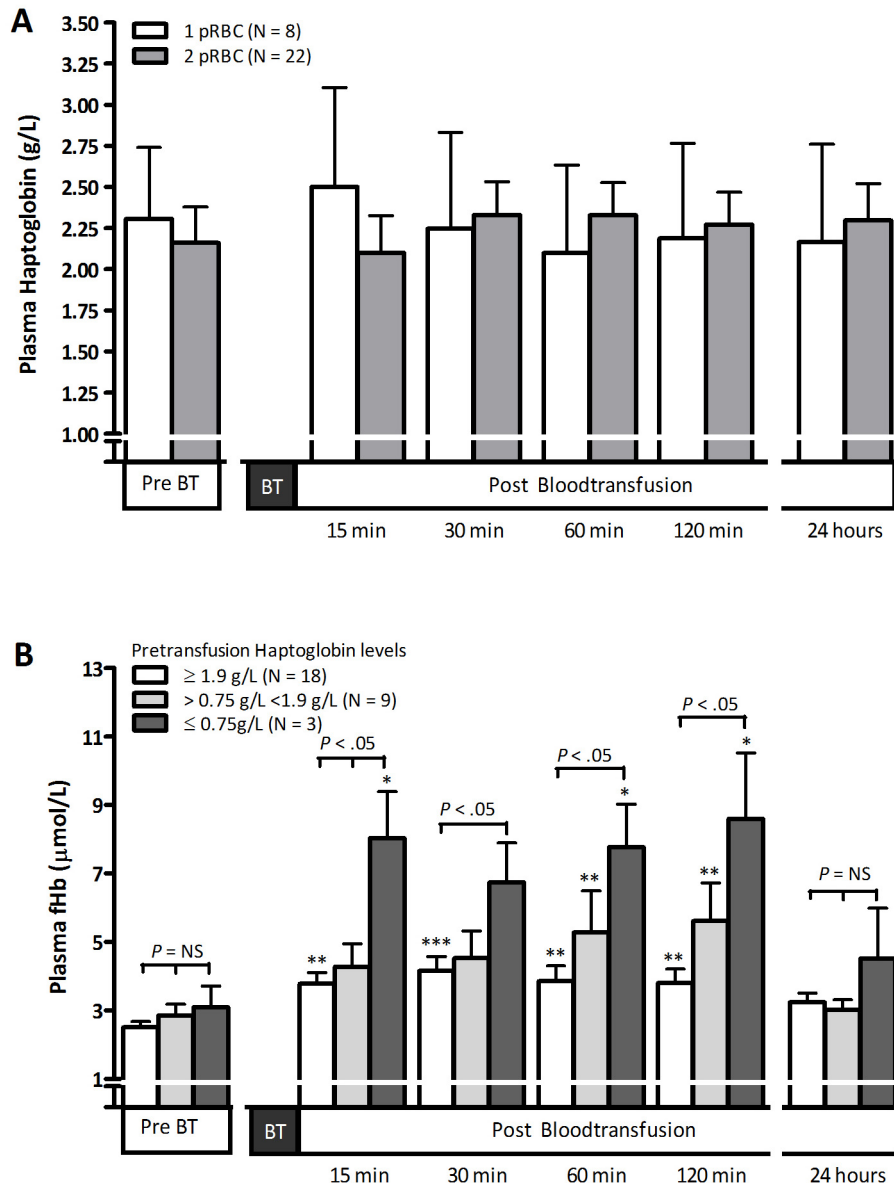 A
1 pRBC (N = 8)
2 pRBC (N = 22)
Plasma Haptoglobin (g/L)
3.50
3.25
3.00
2.75
2.50
2.25
2.00
1.75
1.50
1.25
1.00
Pre BT
BT
Post Bloodtransfusion
15 min
30 min
60 min
120 min
24 hours
B
Pretransfusion Haptoglobin levels
≥ 1.9 g/L (N = 18)
> 0.75 g/L <1.9 g/L (N = 9)
≤ 0.75g/L (N = 3)
Plasma fHb (μmol/L)
13
11
9
7
5
3
1
P = NS
P < .05
P < .05
P < .05
P < .05
P = NS
**
*
***
**
**
*
**
**
*
Pre BT
BT
Post Bloodtransfusion
15 min
30 min
60 min
120 min
24 hours